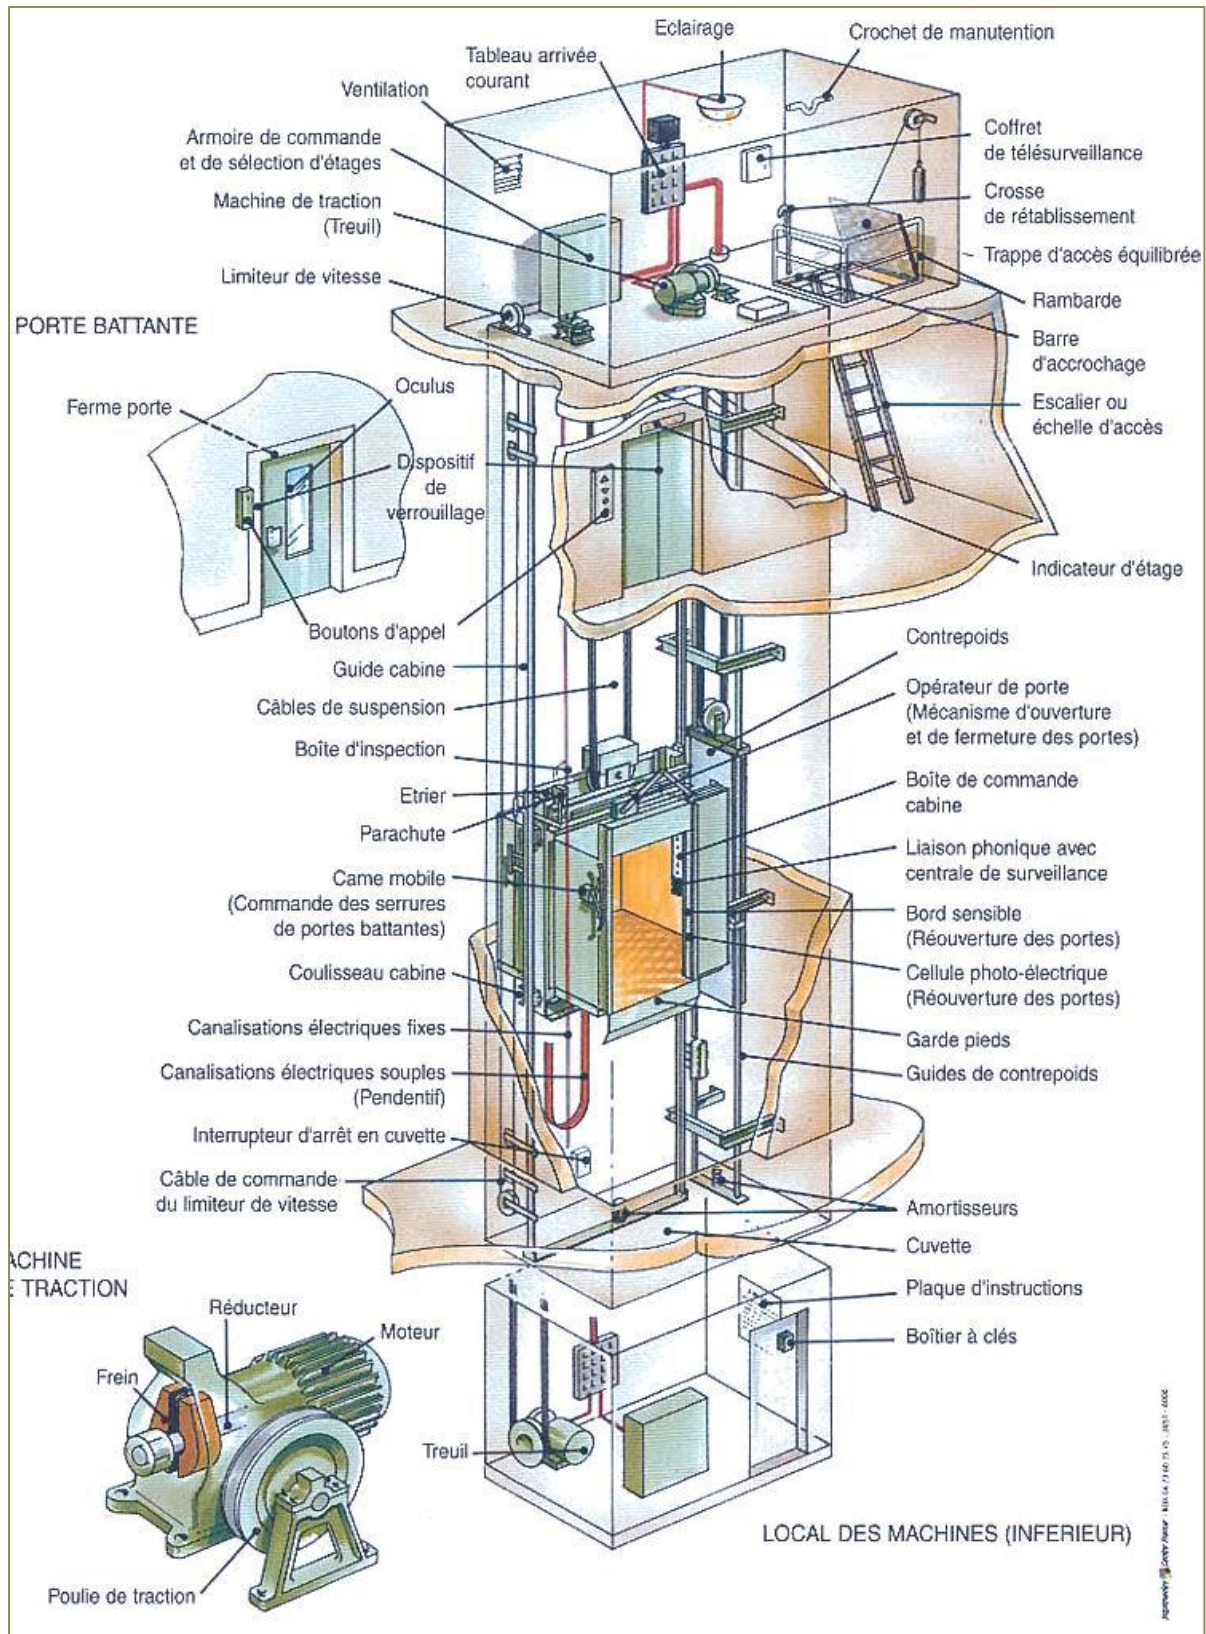 Eclairage
Crochet de manutention
Tableau arrivée
courant
Ventilation
Armoire de commande
et de sélection d'étages
Coffret
de télésurveillance
Machine de traction
(Treuil)
Crosse
de rétablissement
Limiteur de vitesse
Trappe d'accès équilibrée
Rambarde
PORTE BATTANTE
Barre
d'accrochage
Oculus
Ferme porte
Escalier ou
échelle d'accès
Dispositif
de
verrouillage
Indicateur d'étage
Boutons d'appel
Contrepoids
Guide cabine
Opérateur de porte
(Mécanisme d'ouverture
et de fermeture des portes)
Câbles de suspension
Boîte d'inspection
Boîte de commande
cabine
Etrier
Parachute
Liaison phonique avec
centrale de surveillance
Came mobile
(Commande des serrures
de portes battantes)
Bord sensible
(Réouverture des portes)
Coulisseau cabine
Cellule photo-électrique
(Réouverture des portes)
Canalisations électriques fixes
Garde pieds
Canalisations électriques souples
(Pendentif)
Guides de contrepoids
Interrupteur d'arrêt en cuvette
Câble de commande
du limiteur de vitesse
Amortisseurs
Cuvette
ACHINE
E TRACTION
Plaque d'instructions
Réducteur
Moteur
Boîtier à clés
Frein
Treuil
LOCAL DES MACHINES (INFERIEUR)
Poulie de traction